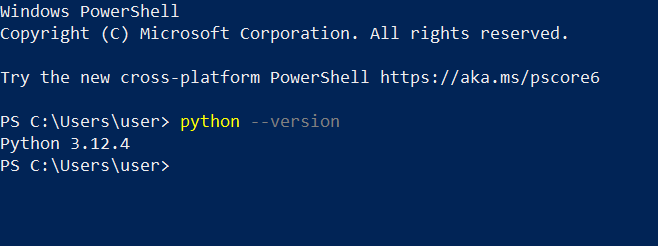 Windows PowerShell
Copyright (C) Microsoft Corporation. All rights reserved.
Try the new cross-platform PowerShell https://aka.ms/pscore6
PS C:\Users\user> python --version
Python 3.12.4
PS C:\Users\user>